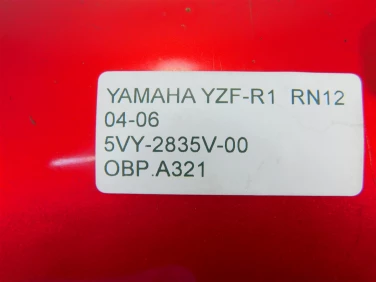 YAMAHA YZF-R1 RN12
04-06
5VY-2835V-00
OBP.A321